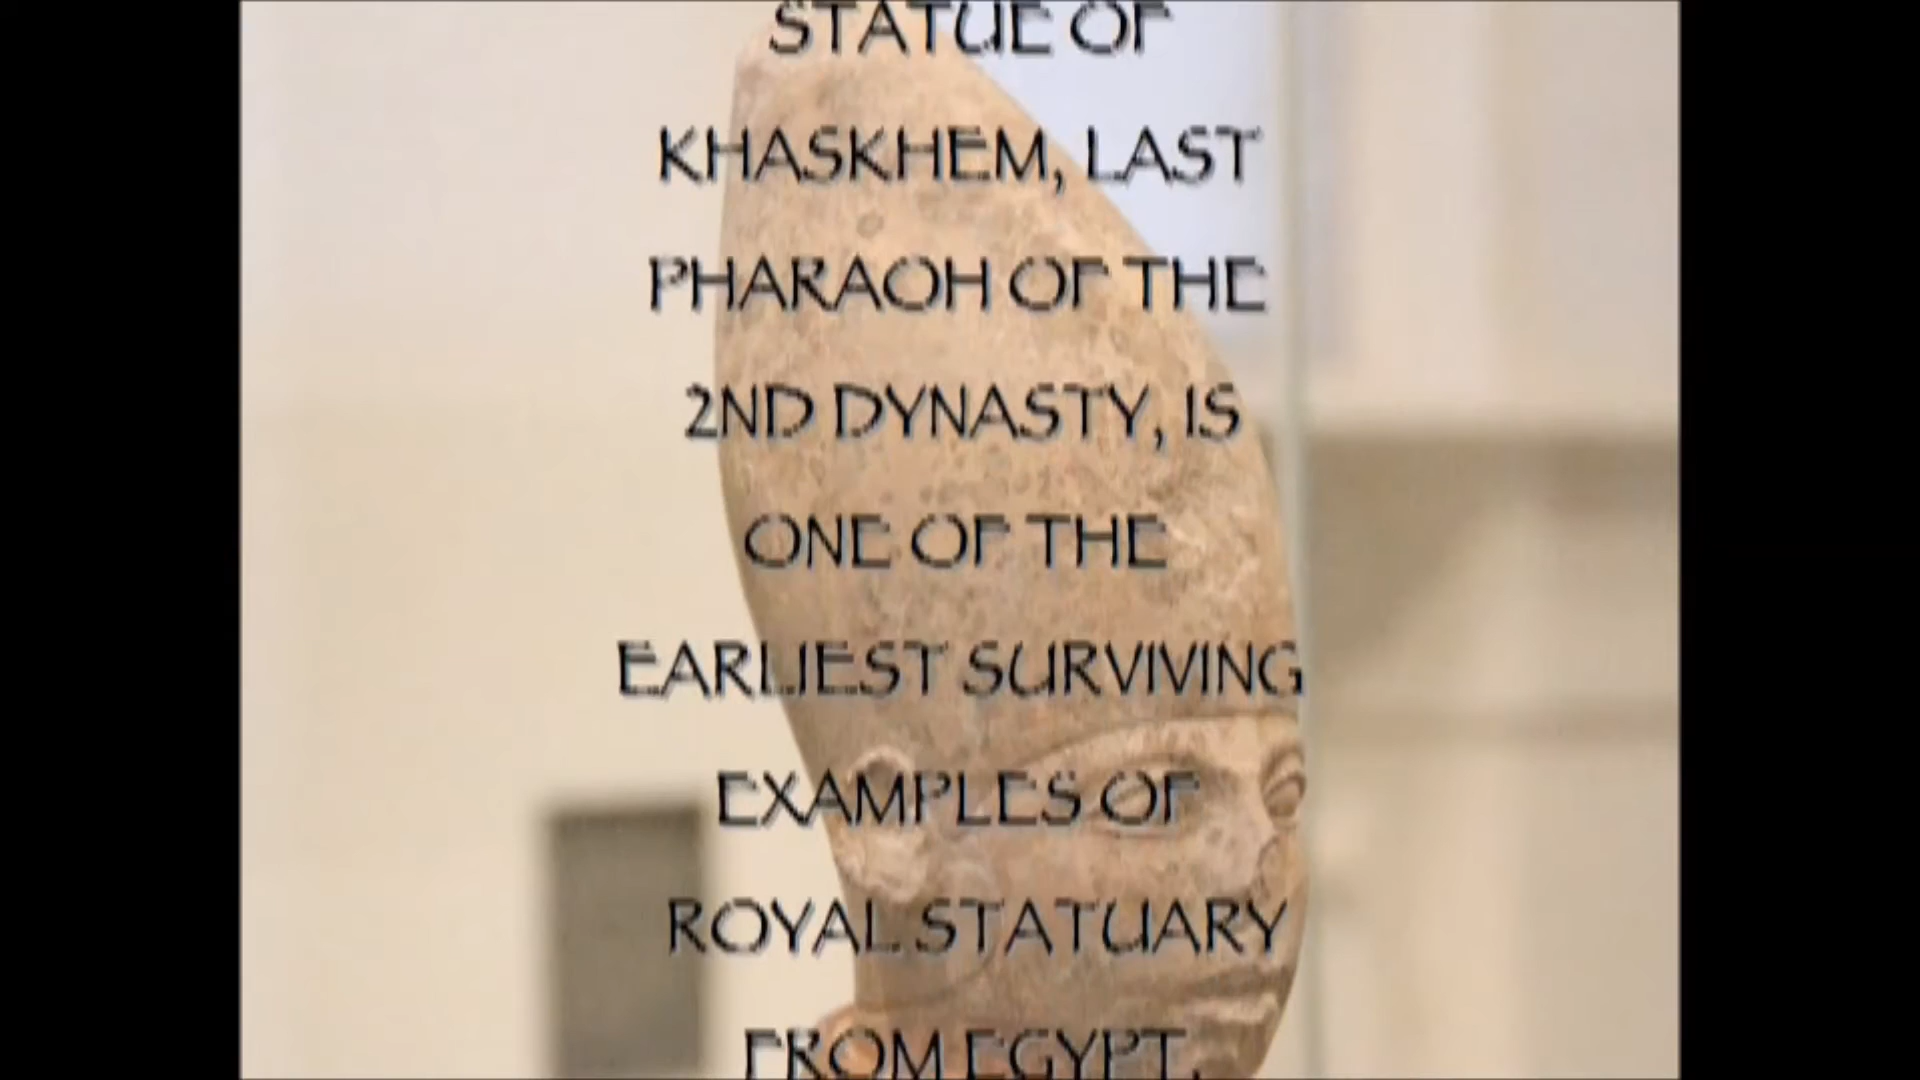 STATUE OF
KHASKHEM, LAST
PHARAOH OF THE
2ND DYNASTY, IS
ONE OF THE
EARLIEST SURVIVING
EXAMPLES OF
ROYAL STATUARY
FROM EGYPT.